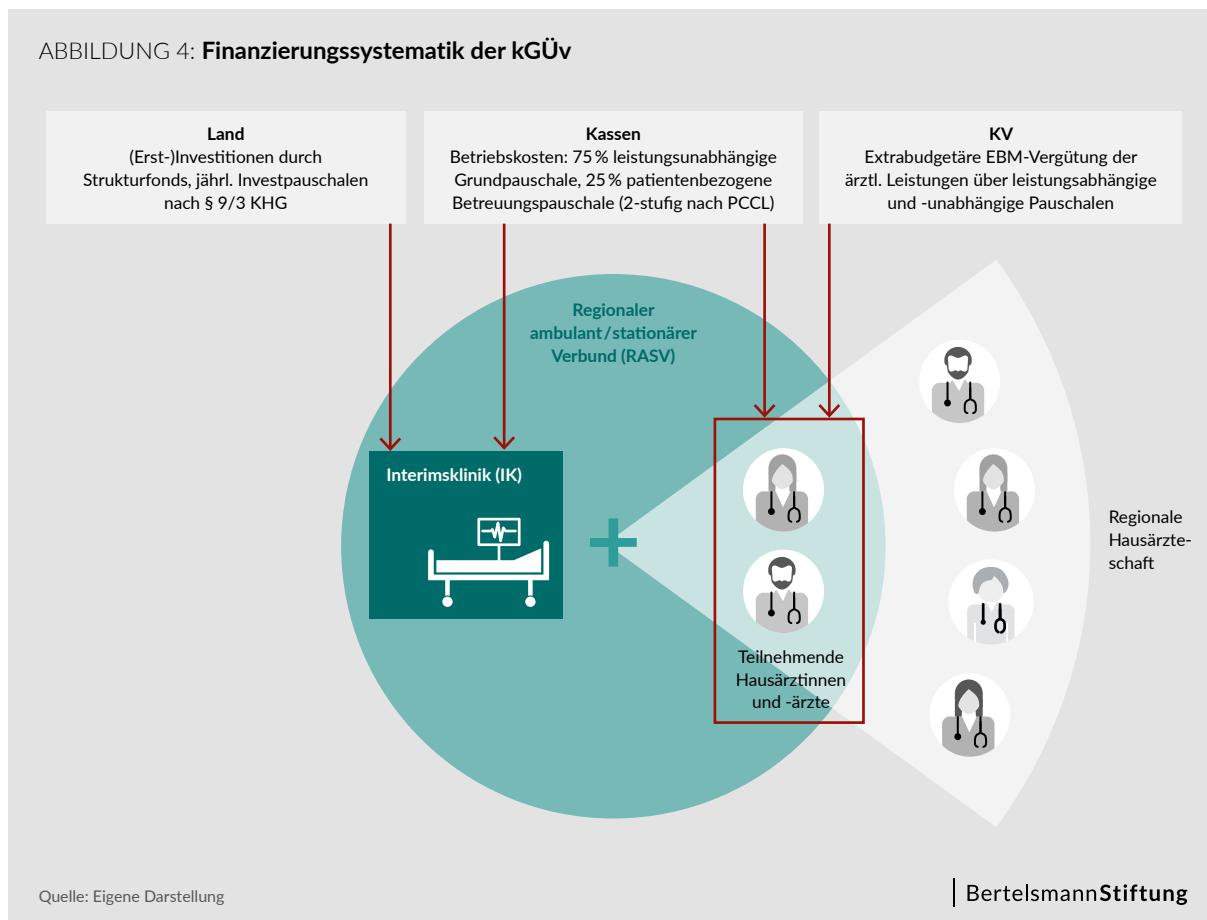 ABBILDUNG 4: Finanzierungssystematik der kGÜv
Land
(Erst-)Investitionen durch
Strukturfonds, jährl. Investpauschalen
nach § 9/3 KHG
Kassen
Betriebskosten: 75 % leistungsunabhängige
Grundpauschale, 25 % patientenbezogene
Betreuungspauschale (2-stufig nach PCCL)
KV
Extrabudgetäre EBM-Vergütung der
ärztl. Leistungen über leistungsabhängige
und -unabhängige Pauschalen
Regionaler
ambulant/stationärer
Verbund (RASV)
Interimsklinik (IK)
Teilnehmende
Hausärztinnen
und -ärzte
Regionale
Hausärzte-
schaft
Quelle: Eigene Darstellung
BertelsmannStiftung